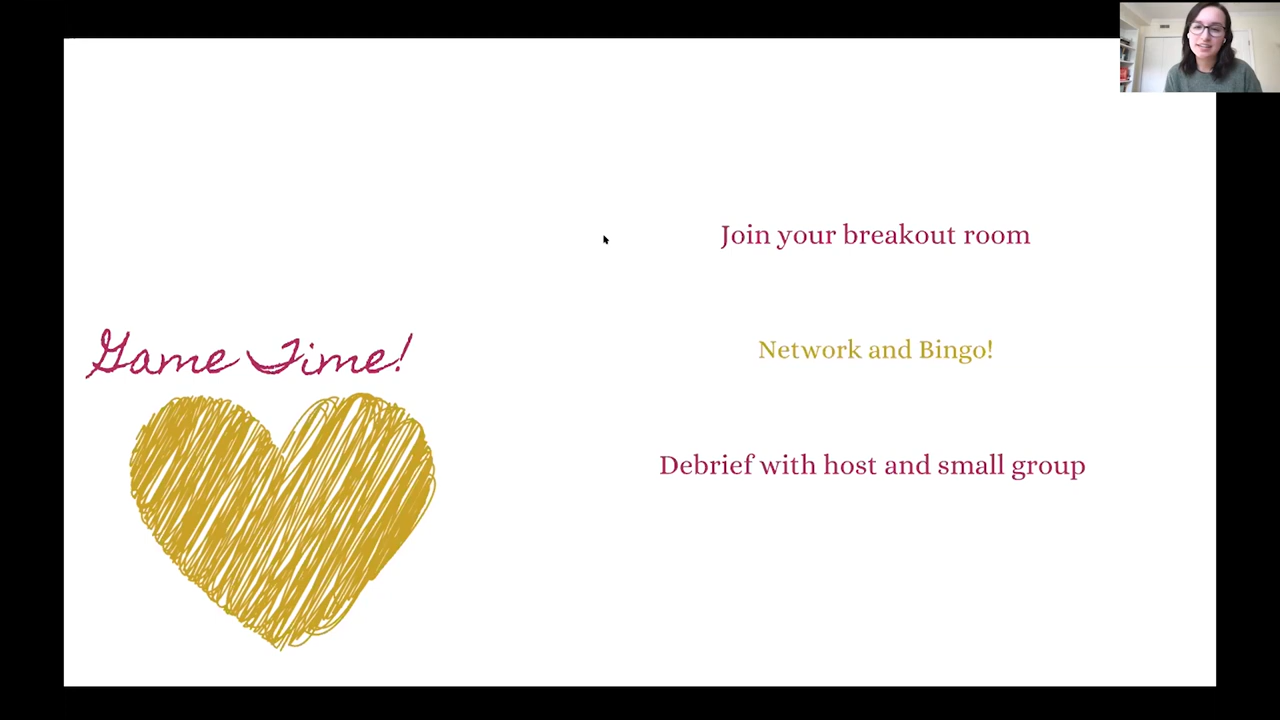 Game Time!
Join your breakout room
Network and Bingo!
Debrief with host and small group